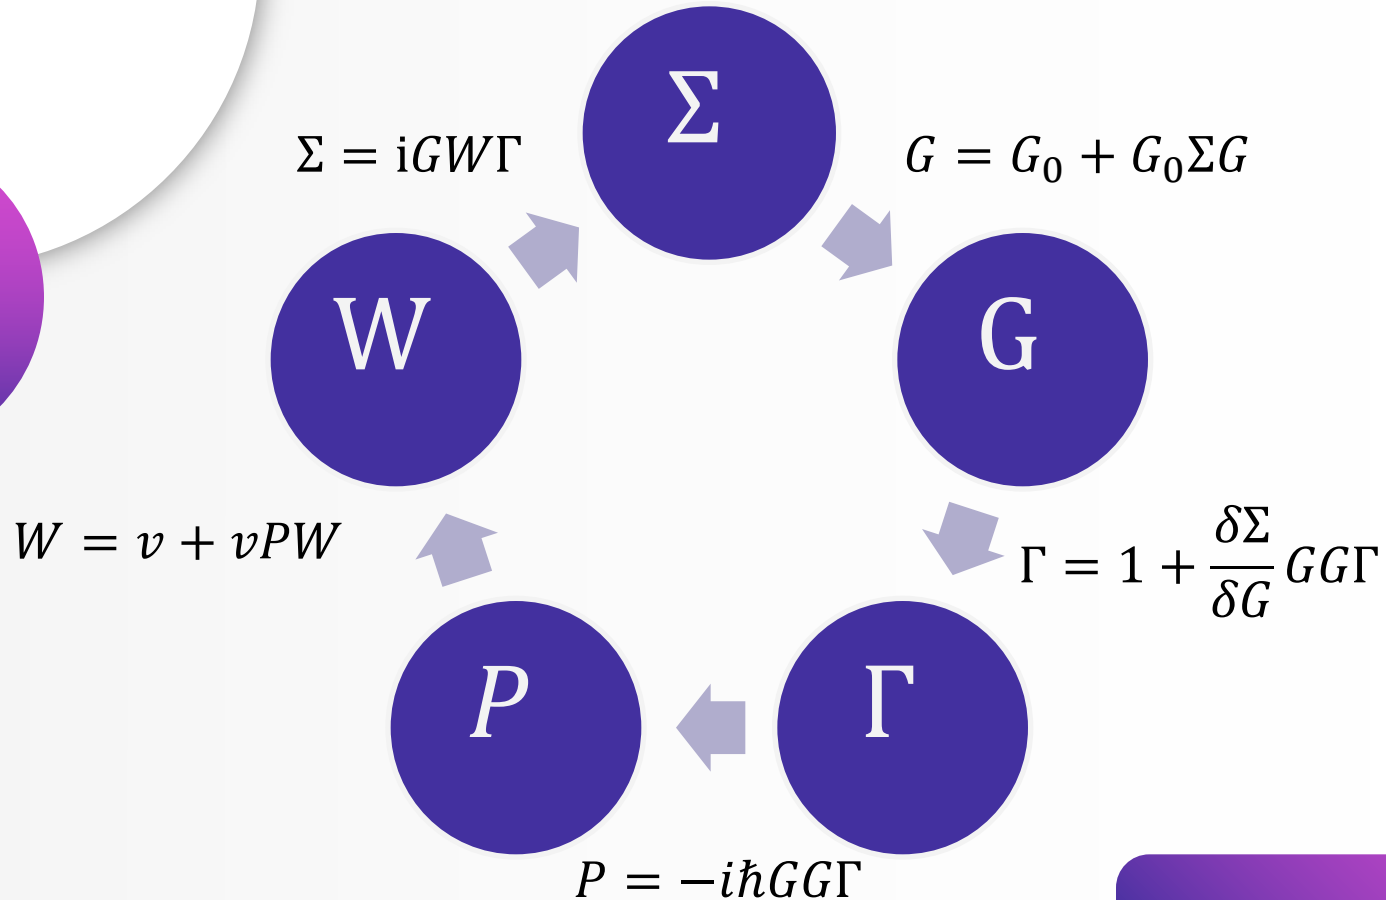 Σ
Σ = iGWΓ
G = G₀ + G₀ΣG
W
G
W = v + vPW
Γ = 1 + δΣ/δG GGΓ
P
Γ
P = −iħGGΓ